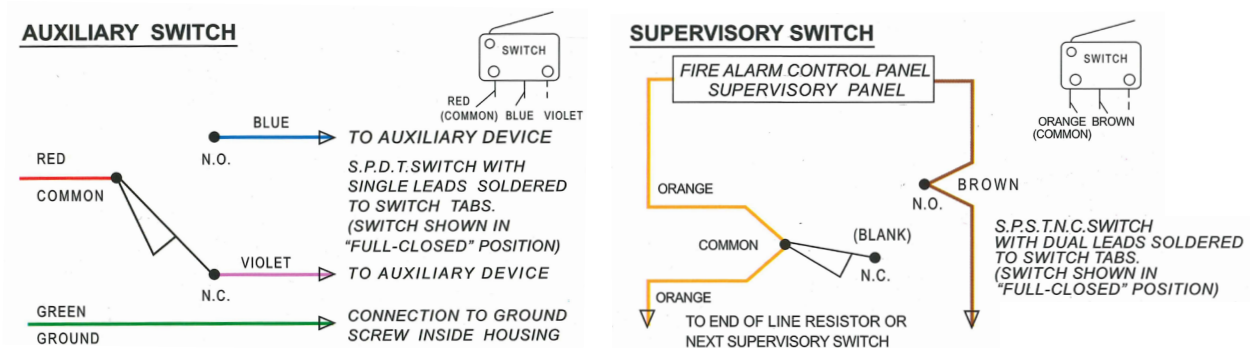 AUXILIARY SWITCH
SWITCH
RED
(COMMON) BLUE VIOLET
BLUE
TO AUXILIARY DEVICE
N.O.
RED
COMMON
S.P.D.T.SWITCH WITH
SINGLE LEADS SOLDERED
TO SWITCH TABS.
(SWITCH SHOWN IN
“FULL-CLOSED” POSITION)
VIOLET
TO AUXILIARY DEVICE
N.C.
GREEN
GROUND
CONNECTION TO GROUND
SCREW INSIDE HOUSING
SUPERVISORY SWITCH
FIRE ALARM CONTROL PANEL
SUPERVISORY PANEL
SWITCH
ORANGE BROWN
(COMMON)
ORANGE
BROWN
N.O.
COMMON
(BLANK)
N.C.
S.P.S.T.N.C.SWITCH
WITH DUAL LEADS SOLDERED
TO SWITCH TABS.
(SWITCH SHOWN IN
“FULL-CLOSED” POSITION)
ORANGE
TO END OF LINE RESISTOR OR
NEXT SUPERVISORY SWITCH